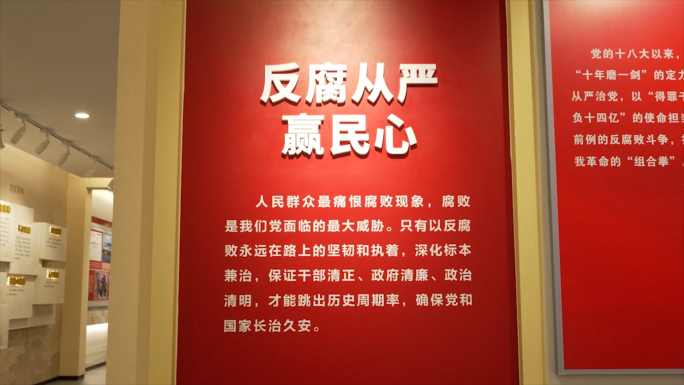 反腐从严
赢民心
人民群众最痛恨腐败现象，腐败
是我们党面临的最大威胁。只有以反腐
败永远在路上的坚韧和执着，深化标本
兼治，保证干部清正、政府清廉、政治
清明，才能跳出历史周期率，确保党和
国家长治久安。
党的十八大以来，
“十年磨一剑”的定力
从严治党，以“得罪千
负十四亿”的使命担当
前例的反腐败斗争，
我革命的“组合拳”